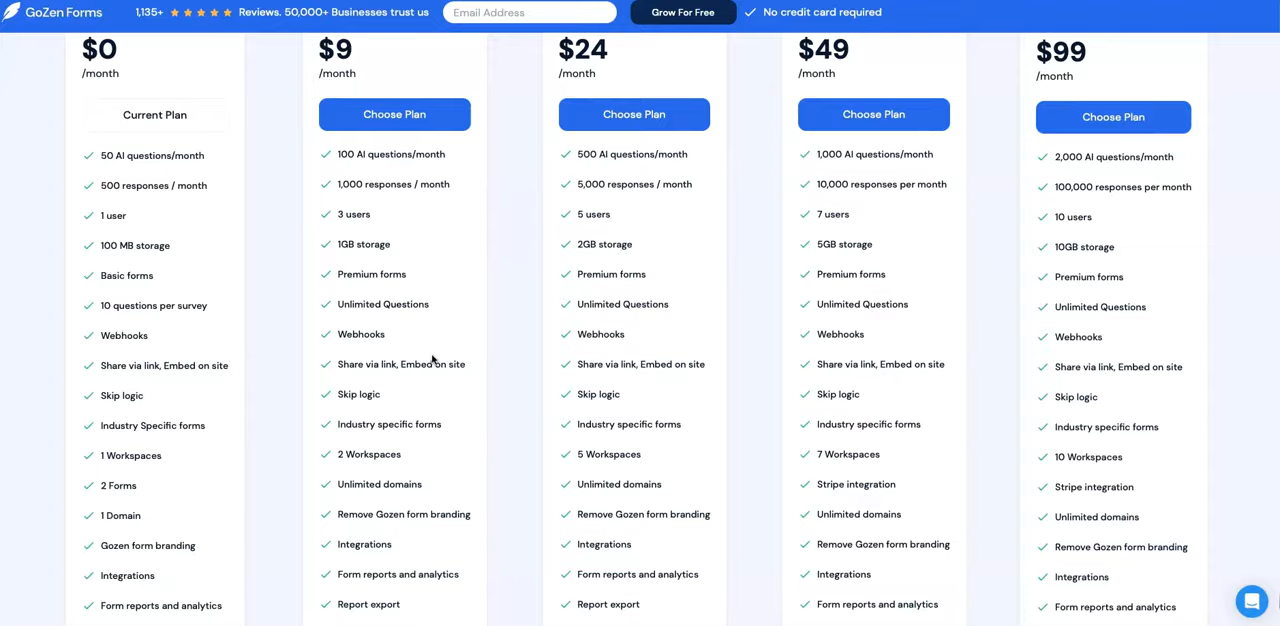 GoZen Forms
1,135+ Reviews. 50,000+ Businesses trust us
Email Address
Grow For Free
No credit card required
$0
/month
Current Plan
50 AI questions/month
500 responses / month
1 user
100 MB storage
Basic forms
10 questions per survey
Webhooks
Share via link, Embed on site
Skip logic
Industry Specific forms
1 Workspaces
2 Forms
1 Domain
Gozen form branding
Integrations
Form reports and analytics
$9
/month
Choose Plan
100 AI questions/month
1,000 responses / month
3 users
1GB storage
Premium forms
Unlimited Questions
Webhooks
Share via link, Embed on site
Skip logic
Industry specific forms
2 Workspaces
Unlimited domains
Remove Gozen form branding
Integrations
Form reports and analytics
Report export
$24
/month
Choose Plan
500 AI questions/month
5,000 responses / month
5 users
2GB storage
Premium forms
Unlimited Questions
Webhooks
Share via link, Embed on site
Skip logic
Industry specific forms
5 Workspaces
Unlimited domains
Remove Gozen form branding
Integrations
Form reports and analytics
Report export
$49
/month
Choose Plan
1,000 AI questions/month
10,000 responses per month
7 users
5GB storage
Premium forms
Unlimited Questions
Webhooks
Share via link, Embed on site
Skip logic
Industry specific forms
7 Workspaces
Stripe integration
Unlimited domains
Remove Gozen form branding
Integrations
Form reports and analytics
$99
/month
Choose Plan
2,000 AI questions/month
100,000 responses per month
10 users
10GB storage
Premium forms
Unlimited Questions
Webhooks
Share via link, Embed on site
Skip logic
Industry specific forms
10 Workspaces
Stripe integration
Unlimited domains
Remove Gozen form branding
Integrations
Form reports and analytics